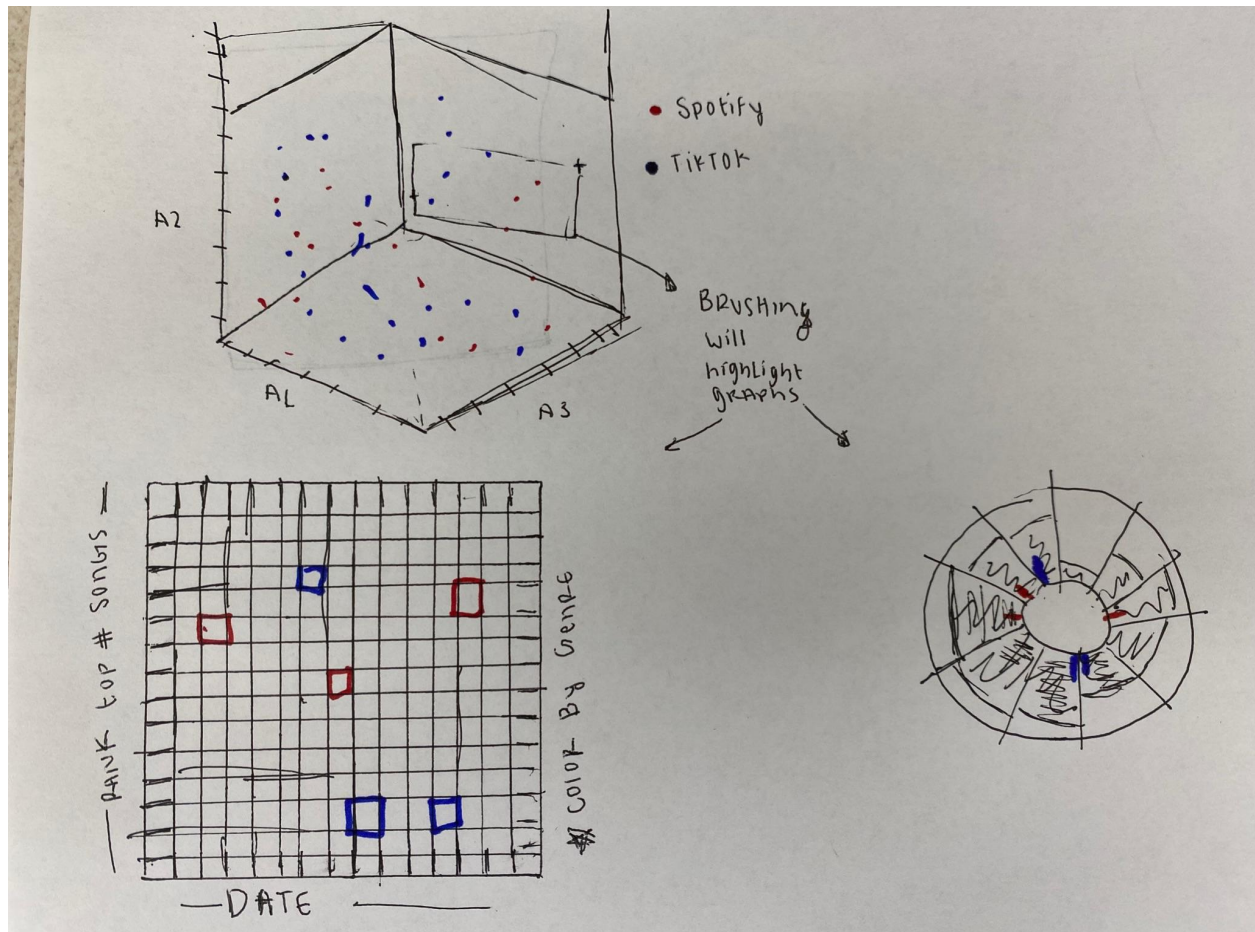 Spotify
TikTok
A2
A1
A3
BRUSHING
will
highlight
graphs
RANK top # SONGS
* COLOR By Genre
DATE